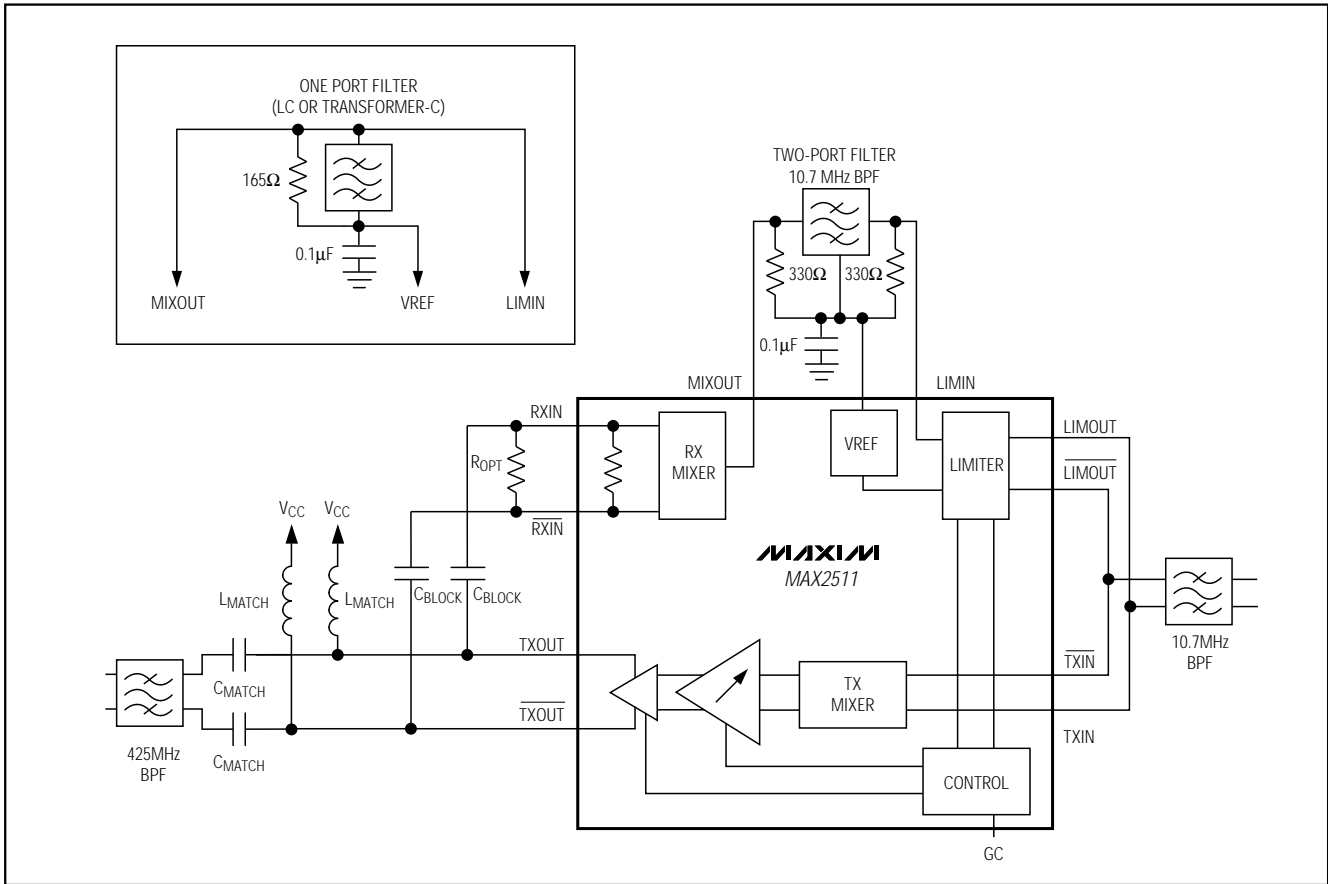 ONE PORT FILTER
(LC OR TRANSFORMER-C)
165Ω
0.1μF
MIXOUT
VREF
LIMIN
TWO-PORT FILTER
10.7 MHz BPF
330Ω
330Ω
0.1μF
MIXOUT
LIMIN
RXIN
ROPT
RXIN
RX
MIXER
VREF
LIMITER
LIMOUT
LIMOUT
MAXIM
MAX2511
VCC
VCC
LMATCH
LMATCH
CBLOCK
CBLOCK
TXOUT
TXOUT
CMATCH
CMATCH
425MHz
BPF
TX
MIXER
TXIN
TXIN
10.7MHz
BPF
CONTROL
GC